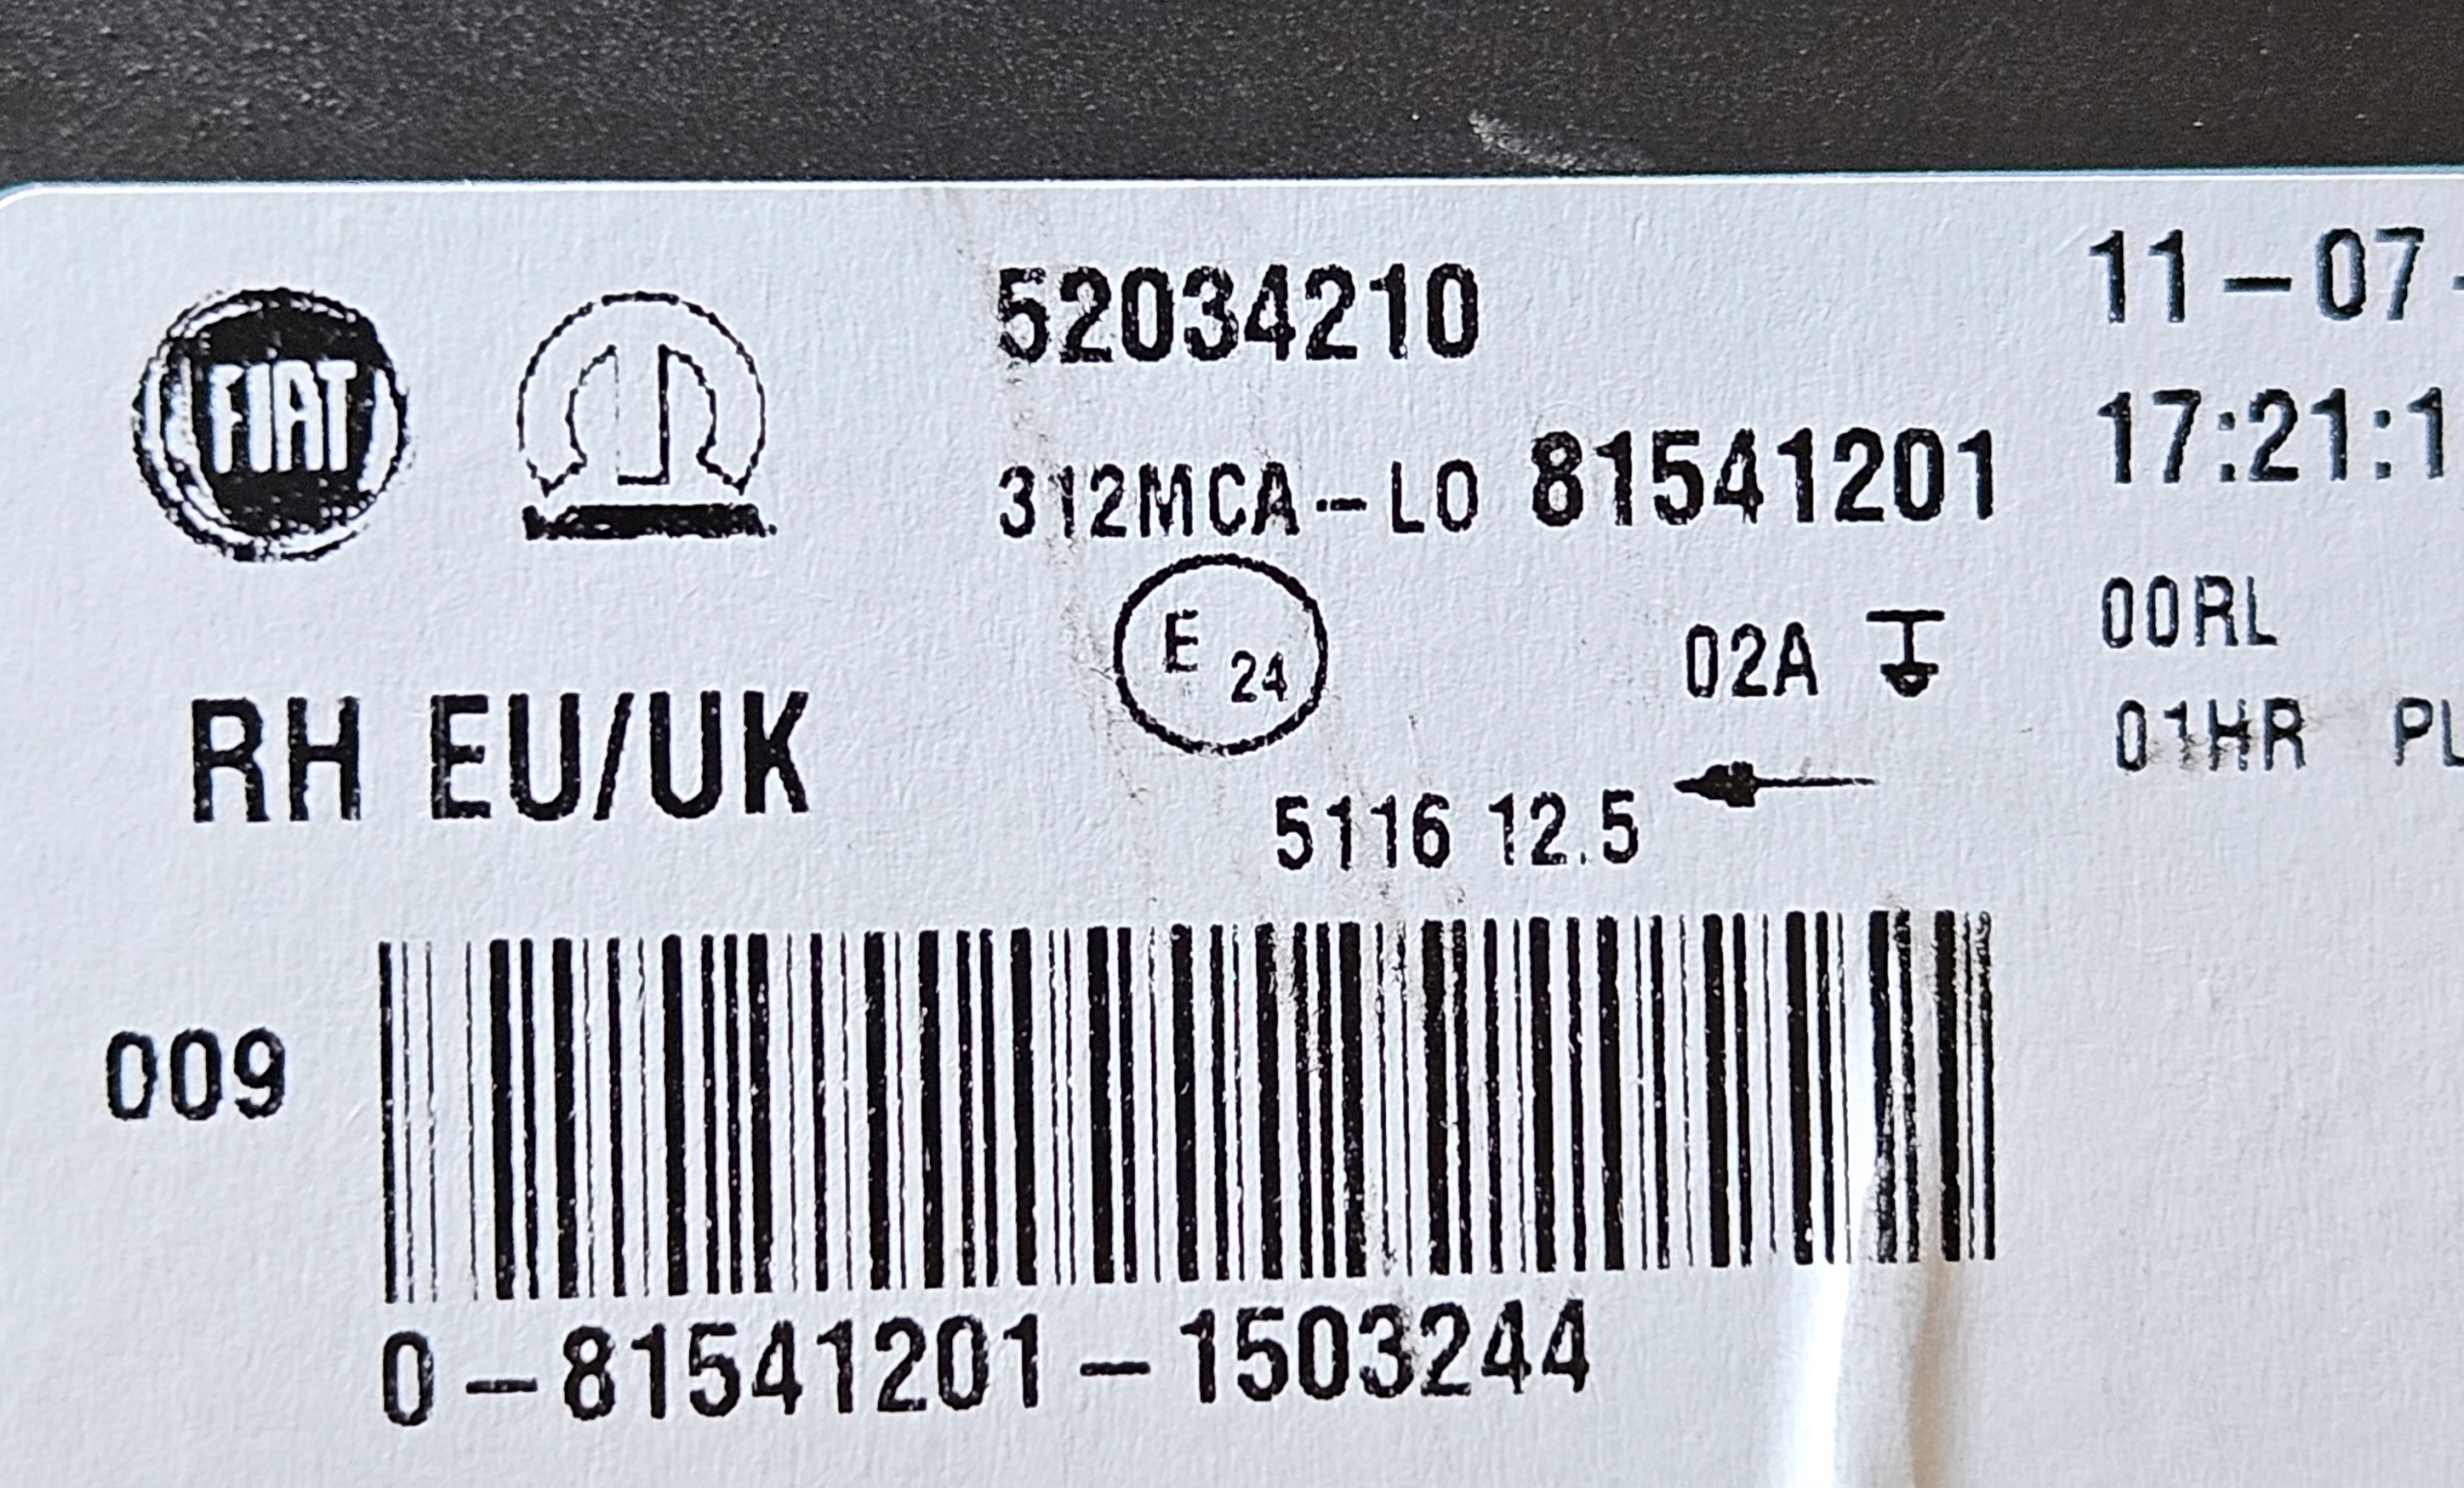 FIAT
52034210
11-07-
312MCA--LO 81541201
17:21:1
E 24
02A
00RL
RH EU/UK
01HR PL
5116 12.5
009
0-81541201-1503244